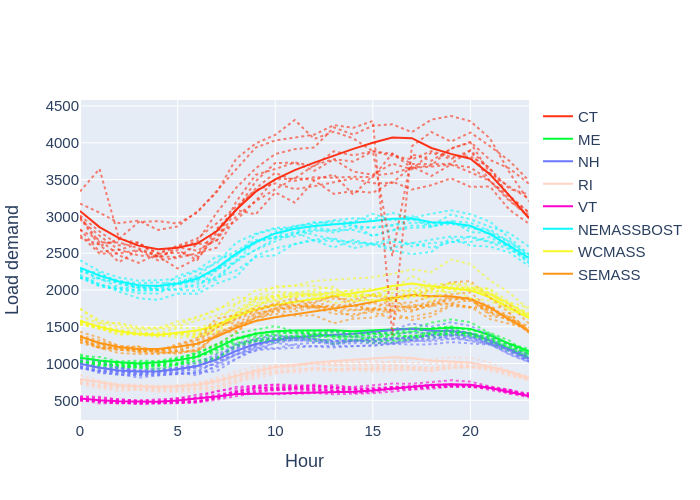 Load demand
4500
4000
3500
3000
2500
2000
1500
1000
500
0
5
10
15
20
Hour
CT
ME
NH
RI
VT
NEMASSBOST
WCMASS
SEMASS